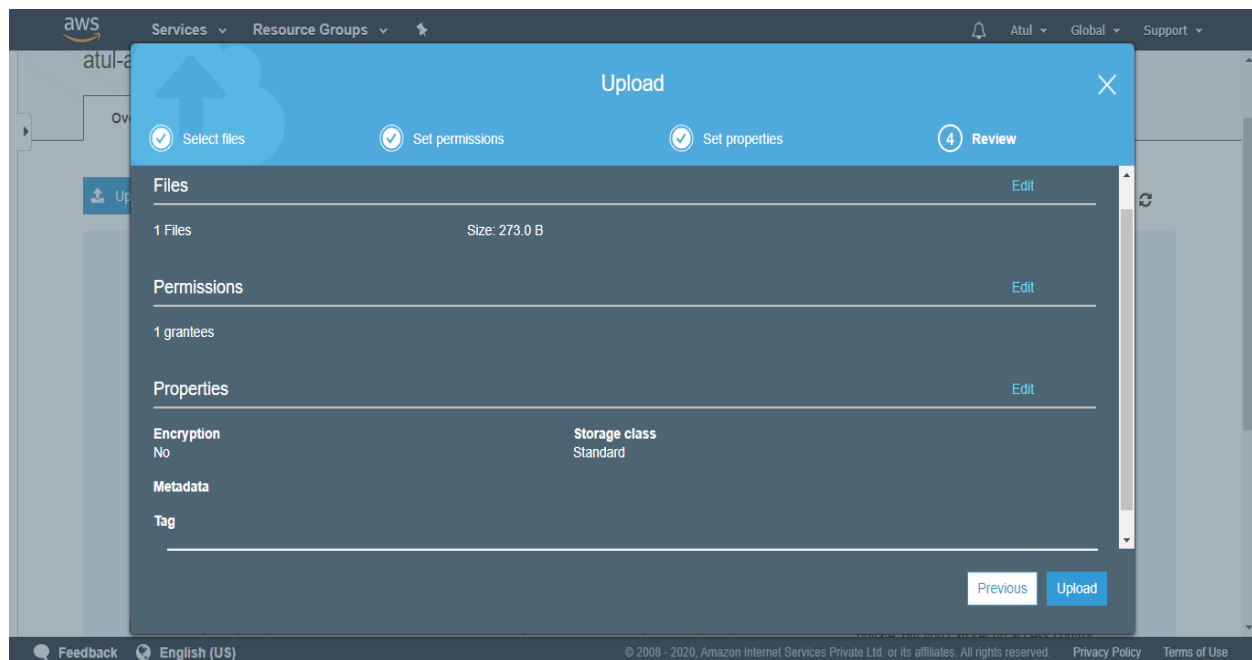 aws Services Resource Groups Atul Global Support
atul-a
Upload
Ov
Select files Set permissions Set properties 4 Review
Files Edit
Up
1 Files Size: 273.0 B
Permissions Edit
1 grantees
Properties Edit
Encryption Storage class
No Standard
Metadata
Tag
Previous Upload
Feedback English (US) © 2008 - 2020, Amazon Internet Services Private Ltd. or its affiliates. All rights reserved. Privacy Policy Terms of Use